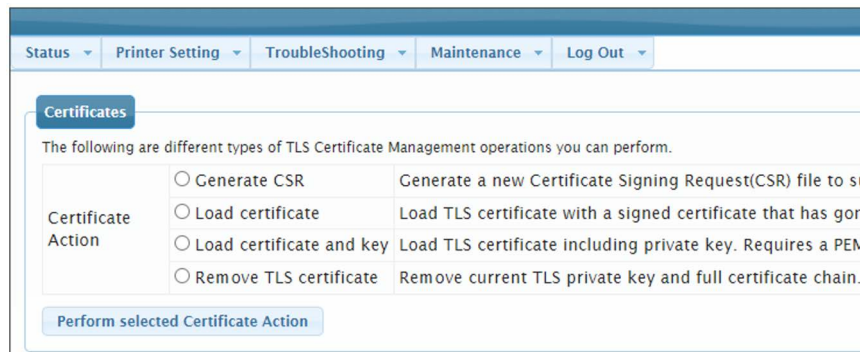 Status Printer Setting TroubleShooting Maintenance Log Out
Certificates
The following are different types of TLS Certificate Management operations you can perform.
Certificate Action
Generate CSR Generate a new Certificate Signing Request(CSR) file to
Load certificate Load TLS certificate with a signed certificate that has
Load certificate and key Load TLS certificate including private key. Requires a PEM
Remove TLS certificate Remove current TLS private key and full certificate chain.
Perform selected Certificate Action